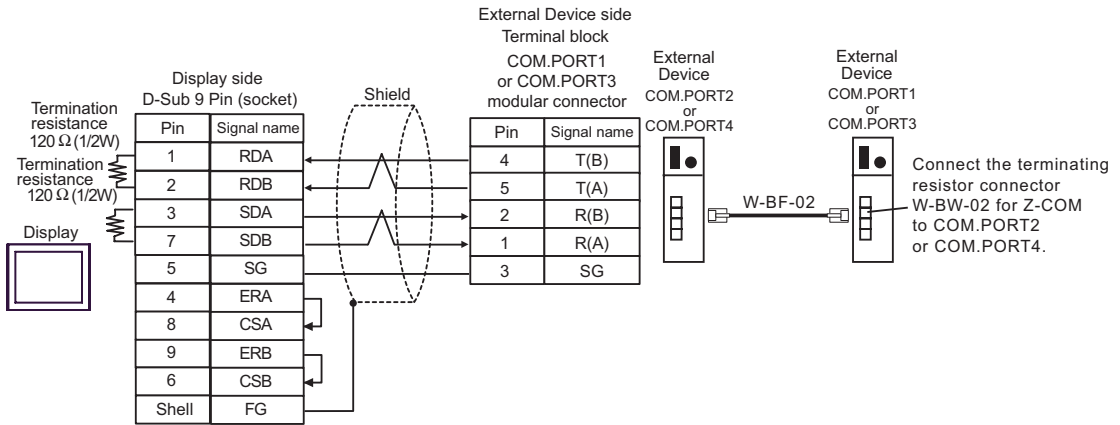 External Device side
Terminal block
COM.PORT1
or COM.PORT3
modular connector
Display side
D-Sub 9 Pin (socket)
Shield
Termination
resistance
120 Ω (1/2W)
Termination
resistance
120 Ω (1/2W)
Display
Pin Signal name
1 RDA
2 RDB
3 SDA
7 SDB
5 SG
4 ERA
8 CSA
9 ERB
6 CSB
Shell FG
Pin Signal name
4 T(B)
5 T(A)
2 R(B)
1 R(A)
3 SG
External
Device
COM.PORT2
or
COM.PORT4
W-BF-02
External
Device
COM.PORT1
or
COM.PORT3
Connect the terminating
resistor connector
W-BW-02 for Z-COM
to COM.PORT2
or COM.PORT4.